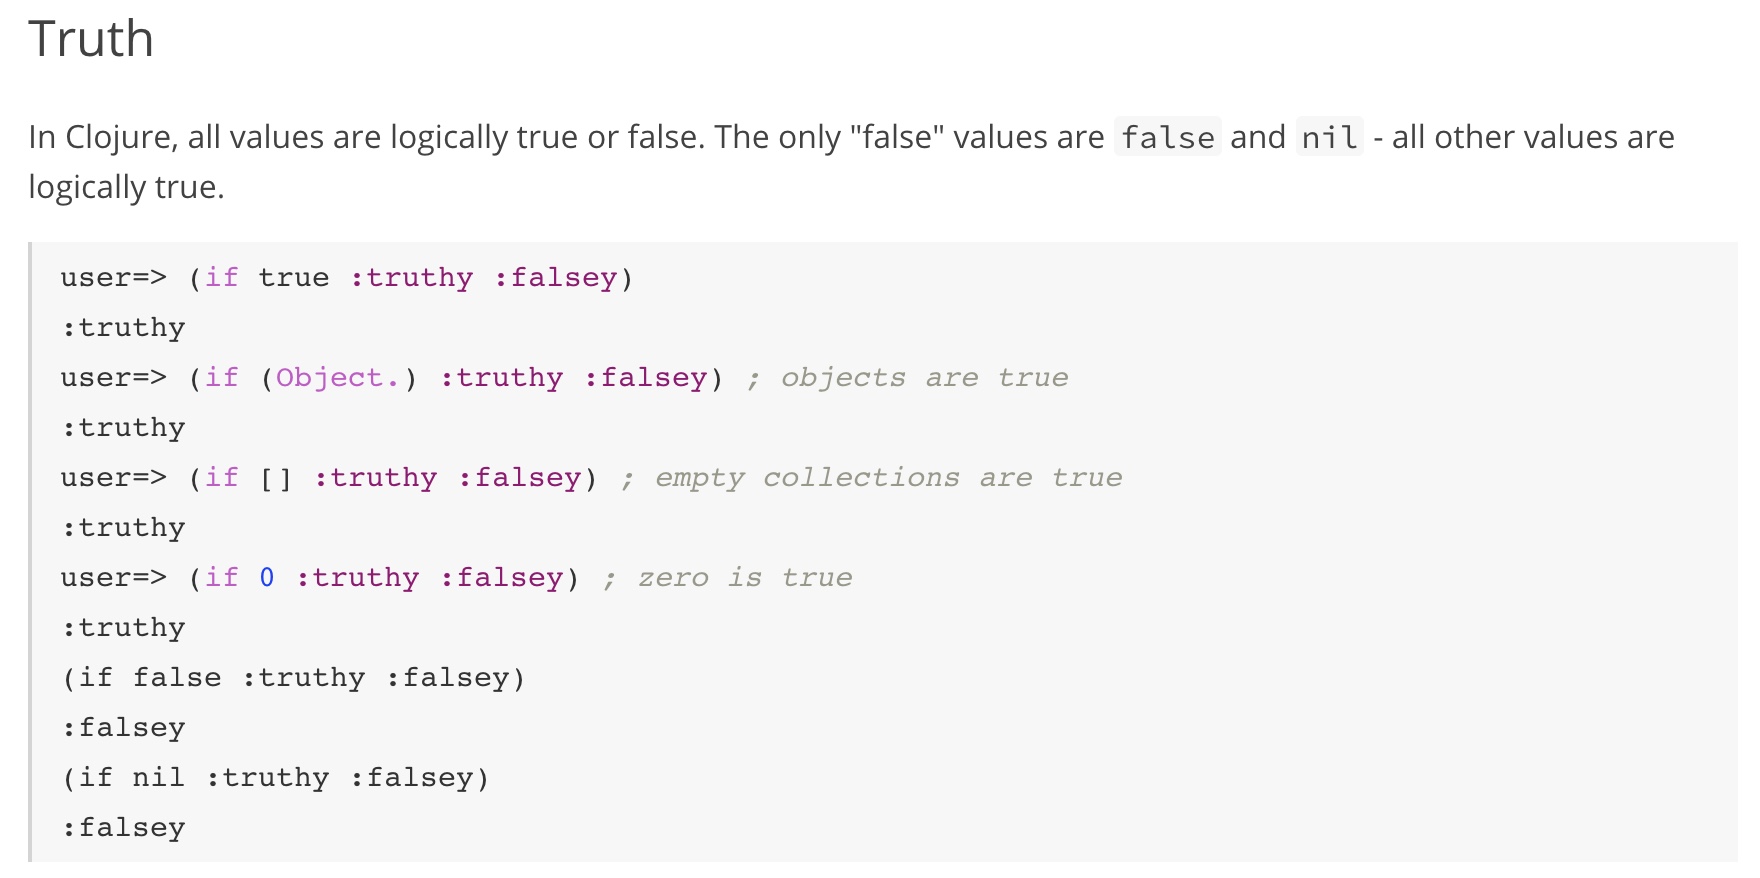 Truth
In Clojure, all values are logically true or false. The only "false" values are false and nil - all other values are
logically true.
user=> (if true :truthy :falsey)
:truthy
user=> (if (Object.) :truthy :falsey) ; objects are true
:truthy
user=> (if [] :truthy :falsey) ; empty collections are true
:truthy
user=> (if 0 :truthy :falsey) ; zero is true
:truthy
(if false :truthy :falsey)
:falsey
(if nil :truthy :falsey)
:falsey